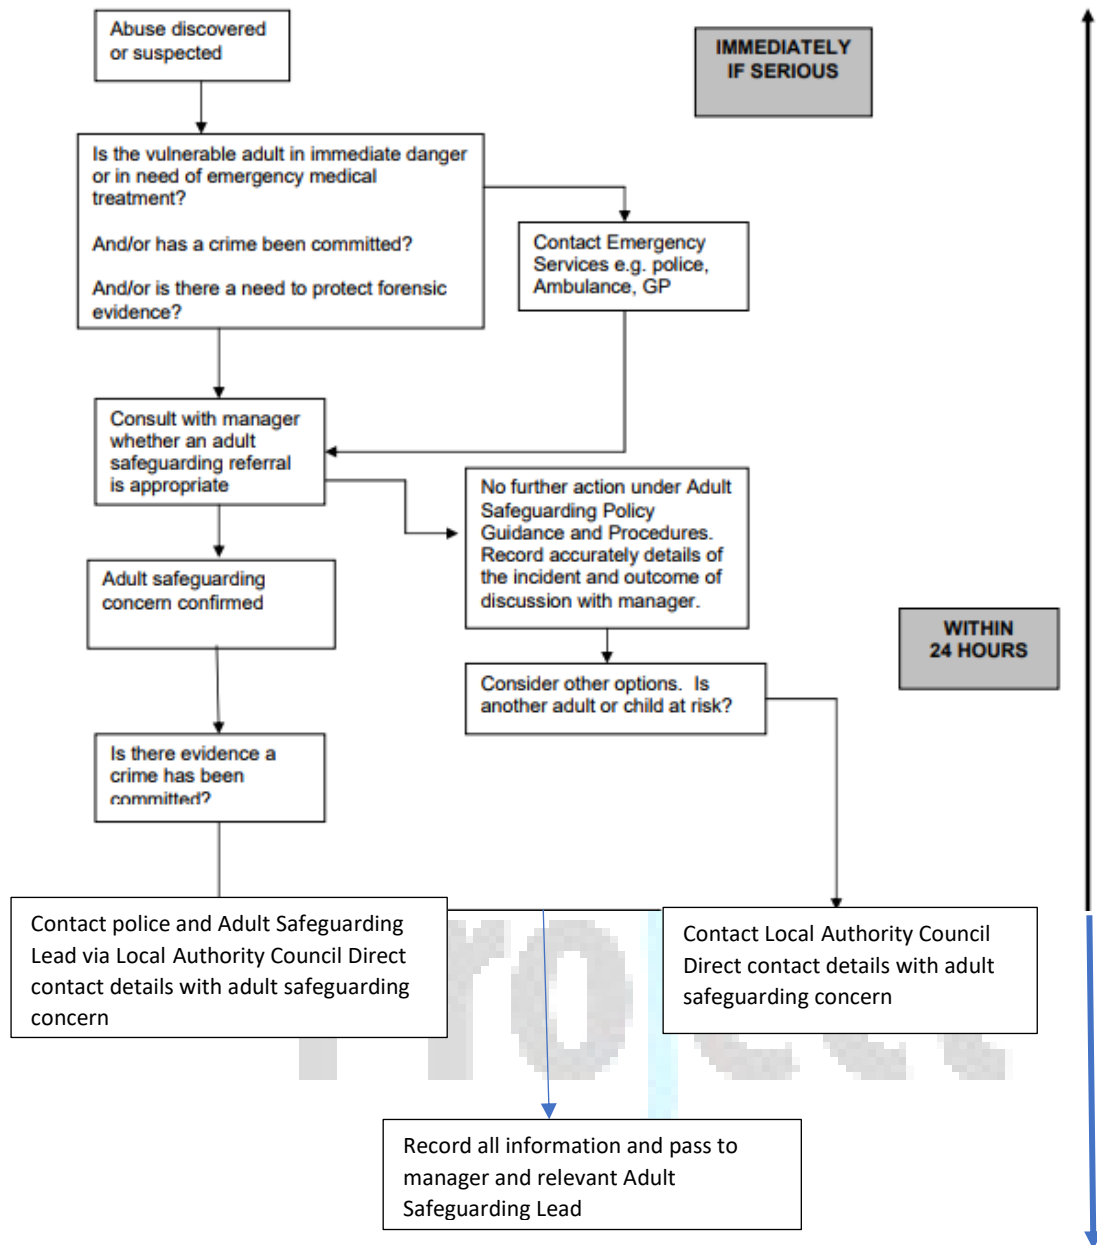 Abuse discovered
or suspected
IMMEDIATELY
IF SERIOUS
Is the vulnerable adult in immediate danger
or in need of emergency medical
treatment?
And/or has a crime been committed?
And/or is there a need to protect forensic
evidence?
Contact Emergency
Services e.g. police,
Ambulance, GP
Consult with manager
whether an adult
safeguarding referral
is appropriate
No further action under Adult
Safeguarding Policy
Guidance and Procedures.
Record accurately details of
the incident and outcome of
discussion with manager.
Adult safeguarding
concern confirmed
WITHIN
24 HOURS
Consider other options.  Is
another adult or child at risk?
Is there evidence a
crime has been
committed?
Contact police and Adult Safeguarding
Lead via Local Authority Council Direct
contact details with adult safeguarding
concern
Contact Local Authority Council
Direct contact details with adult
safeguarding concern
Project
Record all information and pass to
manager and relevant Adult
Safeguarding Lead